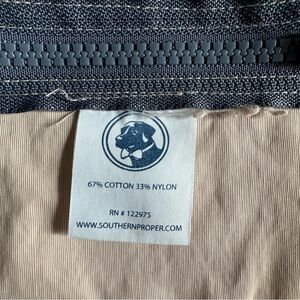 67% COTTON 33% NYLON
RN # 122975
WWW.SOUTHERNPROPER.COM